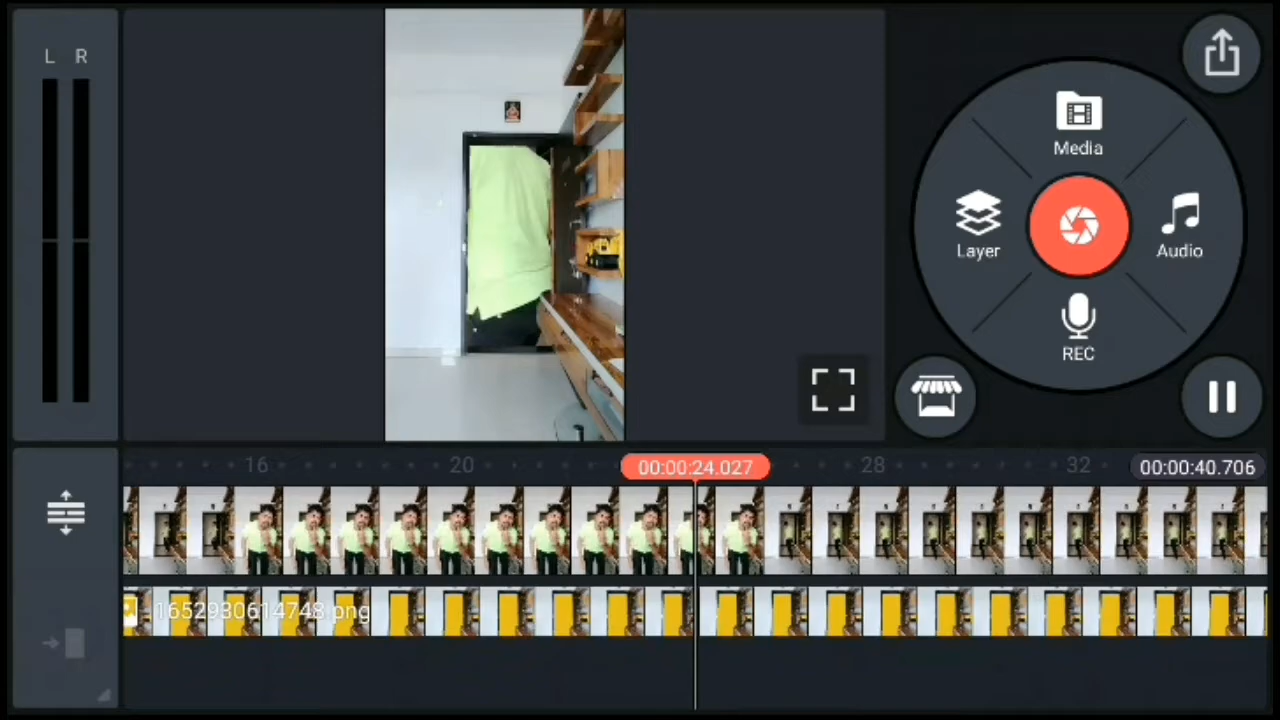 L R
Media
Layer
Audio
REC
16 20 00:00:24.027 28 32 00:00:40.706
1652930614748.png